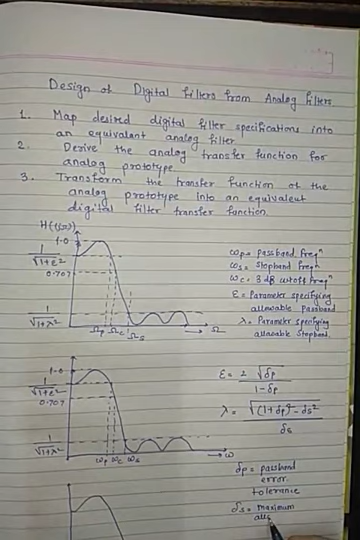 Design of Digital filters from Analog filters.
1. Map desired digital filter specifications into
an equivalent analog filter
2. Derive the analog transfer function for
analog prototype
3. Transform the transfer function of the
analog prototype into an equivalent
digital filter transfer function.
H(jΩ)
1.0
1/√(1+ε²)
0.707
1/√(1+λ²)
Ωp Ωc Ωs Ω
ωp = Passband freqⁿ
ωs = Stopband freqⁿ
ωc = 3 dB cutoff freqⁿ
ε = Parameter specifying
allowable passband
λ = Parameter specifying
allowable stopband.
1.0
1/√(1+ε²)
0.707
1/√(1+λ²)
ωp ωc ωs ω
ε = 2√δp / 1-δp
λ = √((1+δp)² - δs²) / δs
δp = passband
error
tolerance
δs = maximum